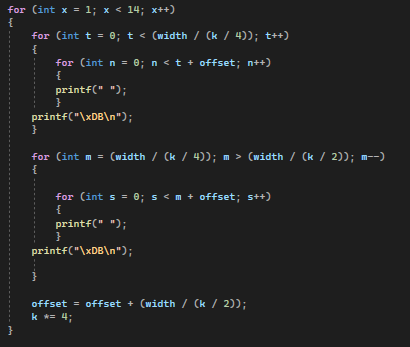 for (int x = 1; x < 14; x++)
{
for (int t = 0; t < (width / (k / 4)); t++)
{
for (int n = 0; n < t + offset; n++)
{
printf(" ");
}
printf("\xDB\n");
}
for (int m = (width / (k / 4)); m > (width / (k / 2)); m--)
{
for (int s = 0; s < m + offset; s++)
{
printf(" ");
}
printf("\xDB\n");
}
offset = offset + (width / (k / 2));
k *= 4;
}